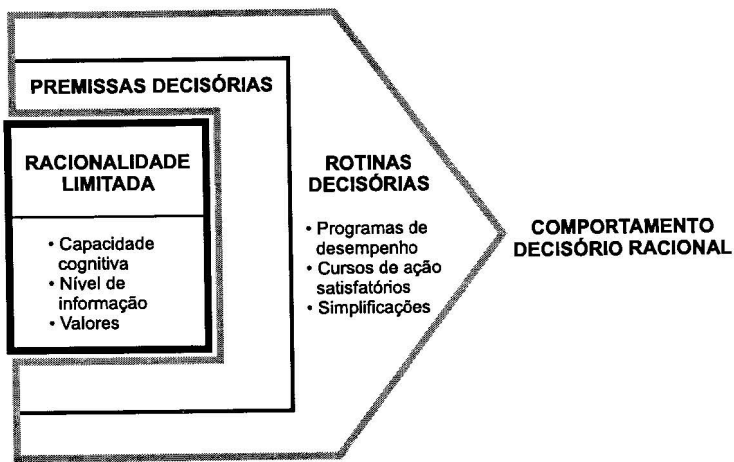 PREMISSAS DECISÓRIAS
RACIONALIDADE
LIMITADA
• Capacidade
cognitiva
• Nível de
informação
• Valores
ROTINAS
DECISÓRIAS
• Programas de
desempenho
• Cursos de ação
satisfatórios
• Simplificações
COMPORTAMENTO
DECISÓRIO RACIONAL